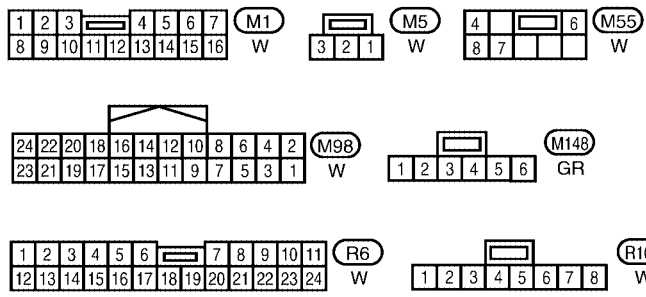 1 2 3 4 5 6 7 M1
8 9 10 11 12 13 14 15 16 W
M5
3 2 1 W
4 6 M55
8 7 W
24 22 20 18 16 14 12 10 8 6 4 2 M98
23 21 19 17 15 13 11 9 7 5 3 1 W
M148
1 2 3 4 5 6 GR
1 2 3 4 5 6 7 8 9 10 11 R6
12 13 14 15 16 17 18 19 20 21 22 23 24 W
1 2 3 4 5 6 7 8